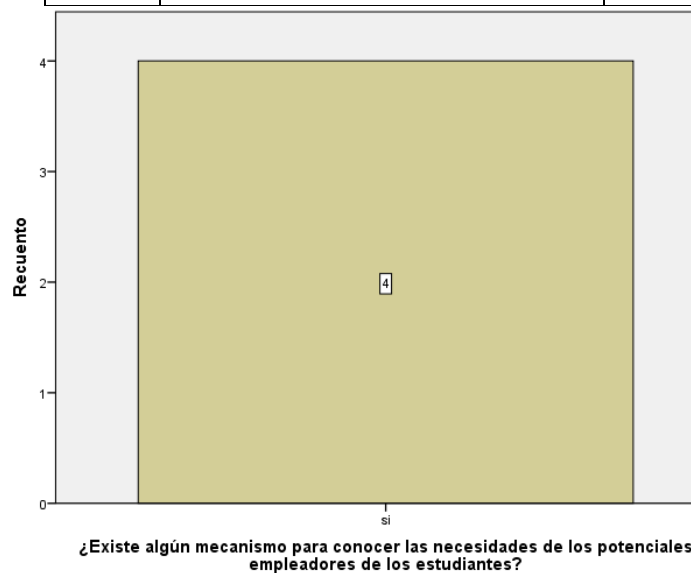 4
3
Recuento
2
4
1
0
si
¿Existe algún mecanismo para conocer las necesidades de los potenciales
empleadores de los estudiantes?